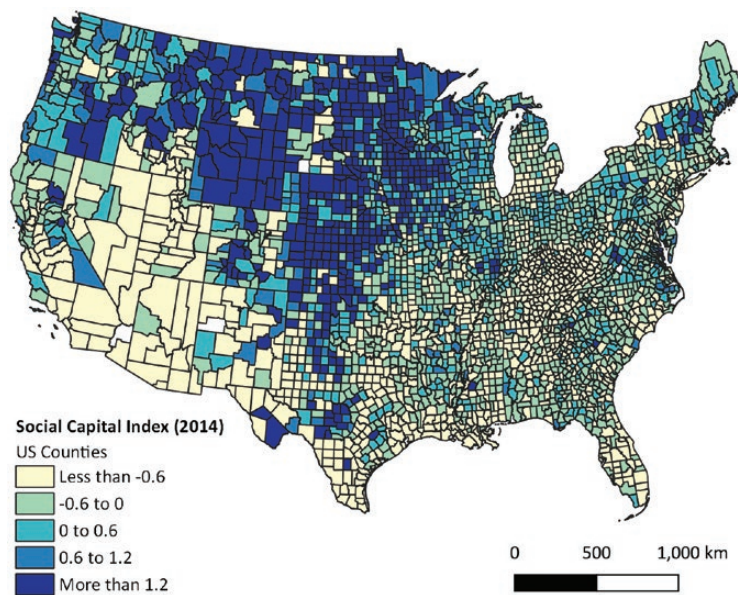 Social Capital Index (2014)
US Counties
Less than -0.6
-0.6 to 0
0 to 0.6
0.6 to 1.2
More than 1.2
0 500 1,000 km